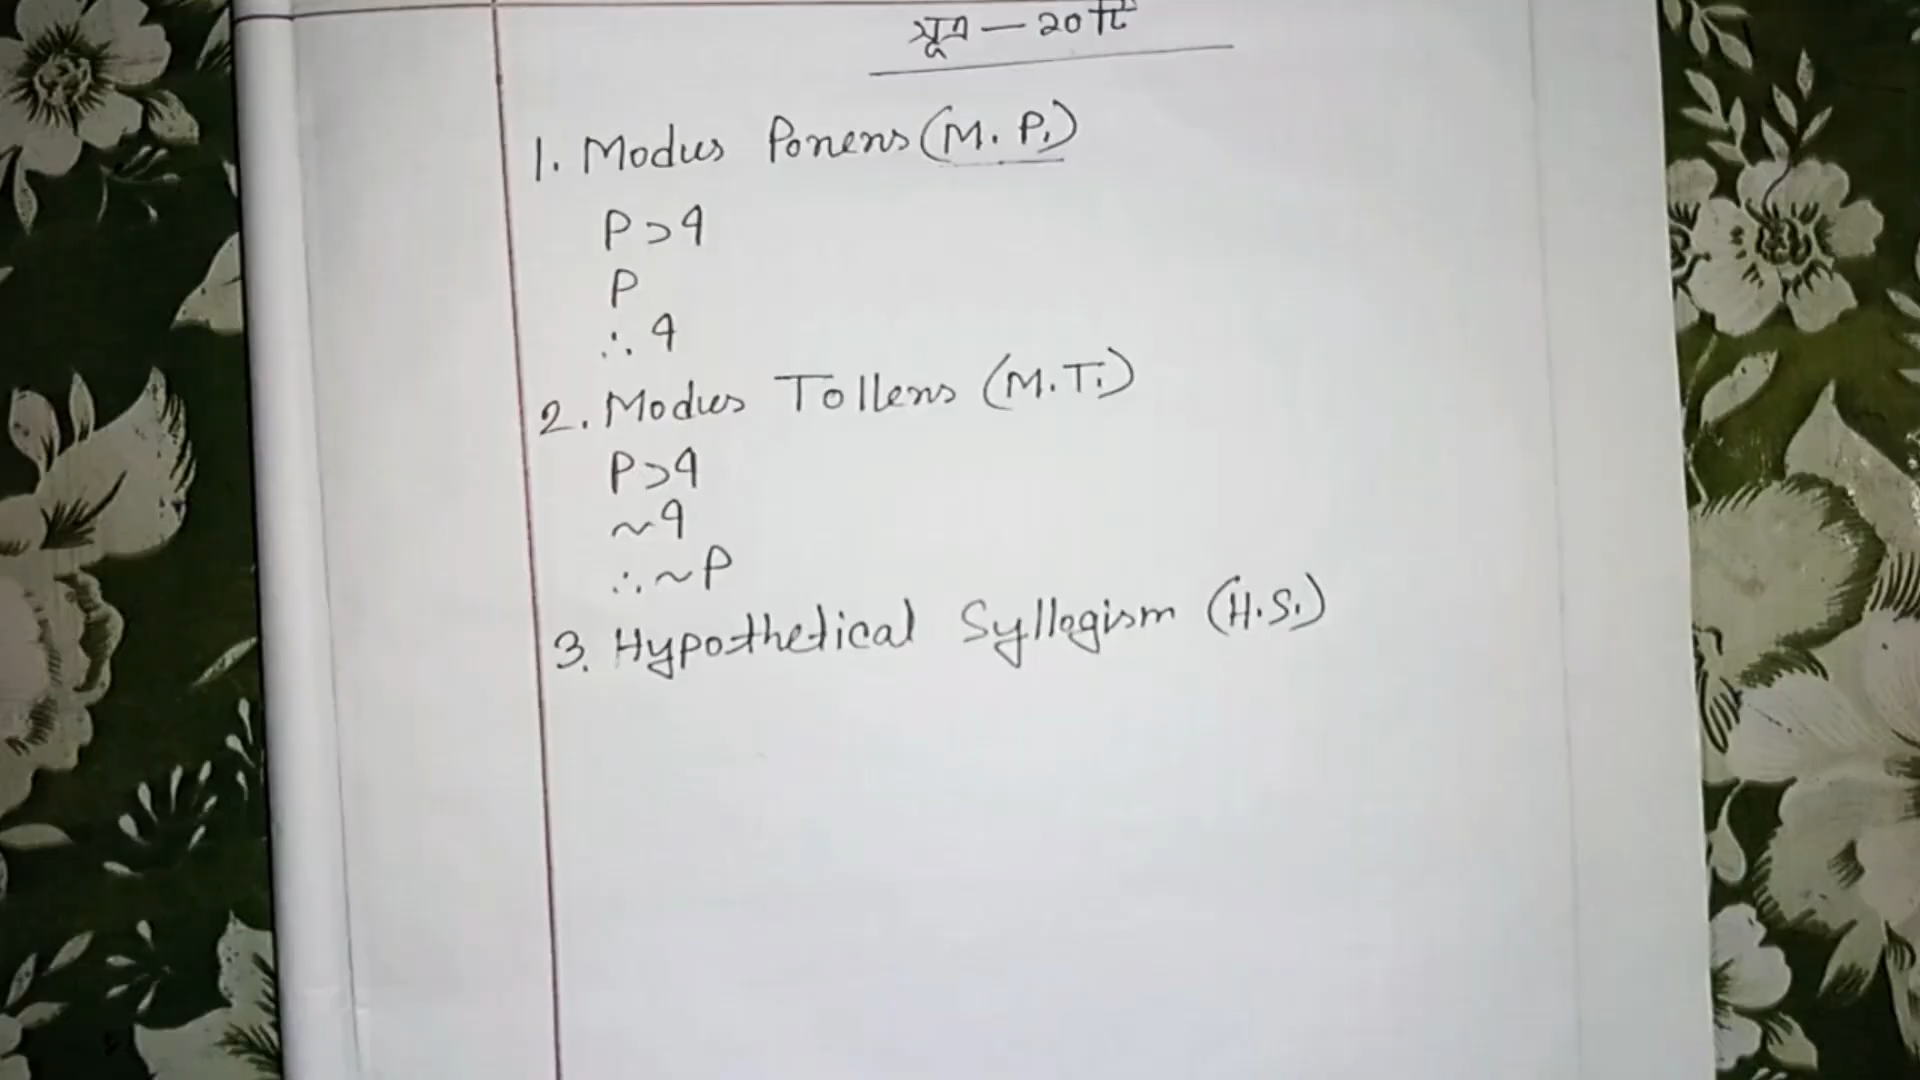 সূত্র — ২০টি
1. Modus Ponens (M. P.)
P ⊃ q
P
∴ q
2. Modus Tollens (M.T.)
P ⊃ q
~q
∴ ~P
3. Hypothetical Syllogism (H.S.)